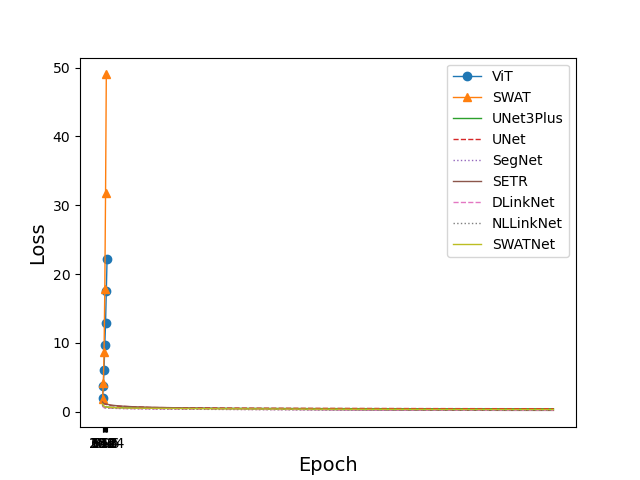 50
40
30
20
10
0
Loss
Epoch
ViT
SWAT
UNet3Plus
UNet
SegNet
SETR
DLinkNet
NLLinkNet
SWATNet